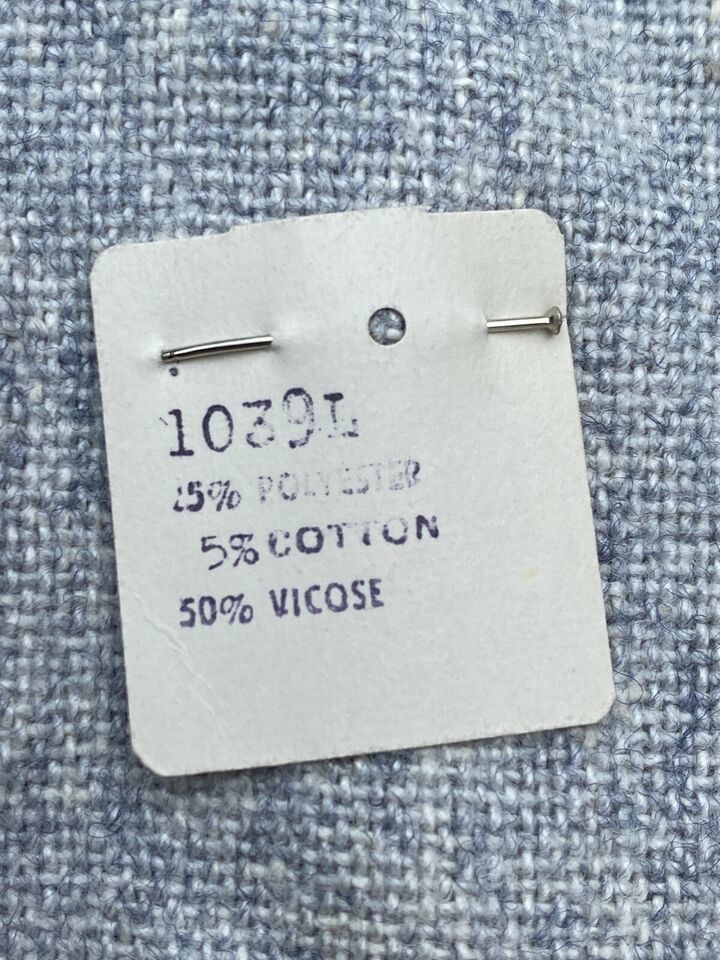 1039L
45% POLYESTER
5% COTTON
50% VICOSE